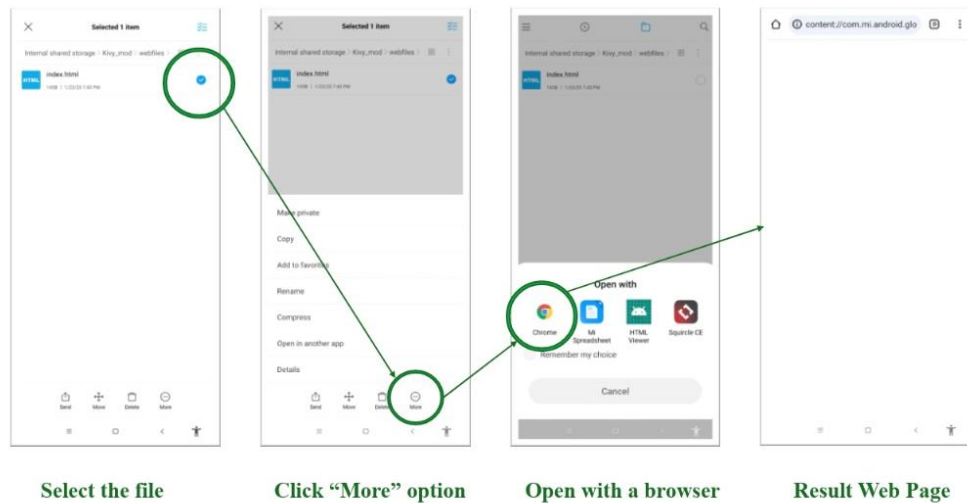 Selected 1 item
Internal shared storage > Kivy_mod > webfiles >
HTML
index.html
Send
Move
Delete
More
Select the file
Selected 1 item
Internal shared storage > Kivy_mod > webfiles >
HTML
index.html
Make private
Copy
Add to favorites
Rename
Compress
Open in another app
Details
Send
Move
Delete
More
Click “More” option
Internal shared storage > Kivy_mod > webfiles >
HTML
index.html
Open with
Chrome
Mi Spreadsheet
HTML Viewer
Squircle CE
Remember my choice
Cancel
Open with a browser
content://com.mi.android.glo
Result Web Page